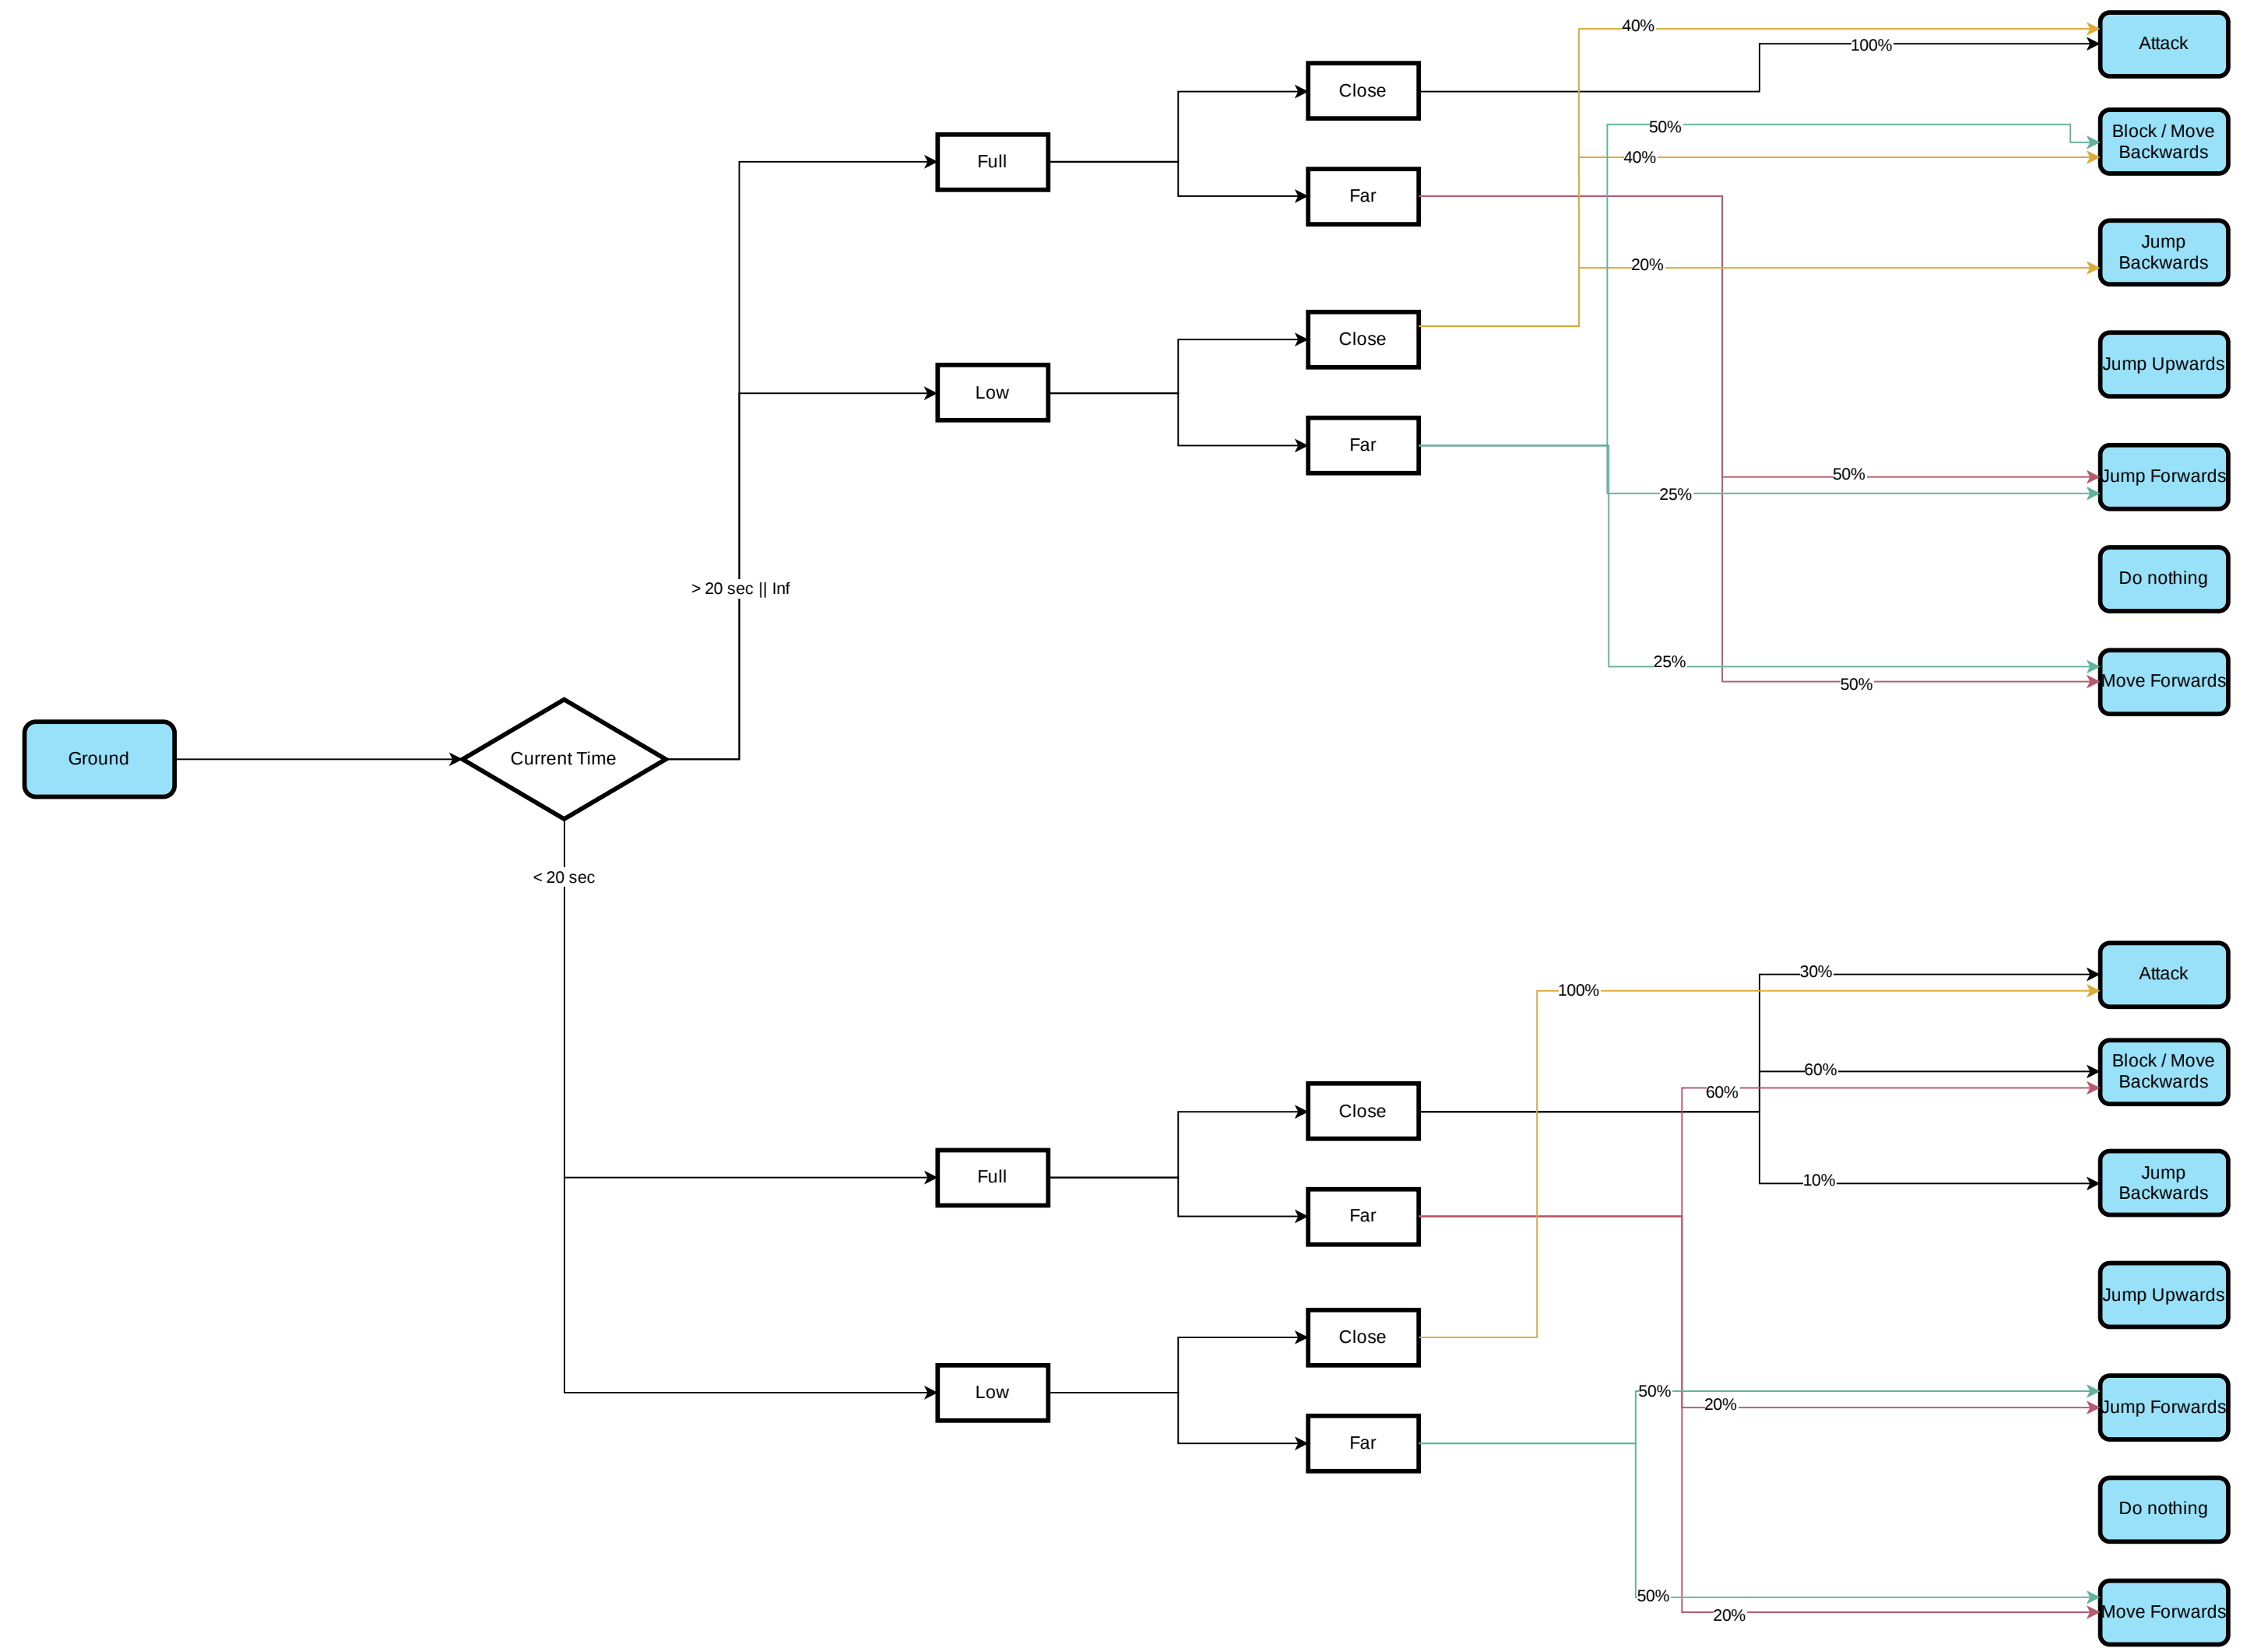 40%
Attack
100%
Close
50%
Block / Move
Backwards
40%
Full
Far
Jump
Backwards
20%
Close
Jump Upwards
Low
Far
50%
Jump Forwards
25%
> 20 sec || Inf
Do nothing
25%
Move Forwards
50%
Ground
Current Time
< 20 sec
30%
Attack
100%
Block / Move
Backwards
60%
60%
Close
Full
Jump
Backwards
10%
Far
Jump Upwards
Close
Low
50%
20%
Jump Forwards
Far
Do nothing
50%
Move Forwards
20%